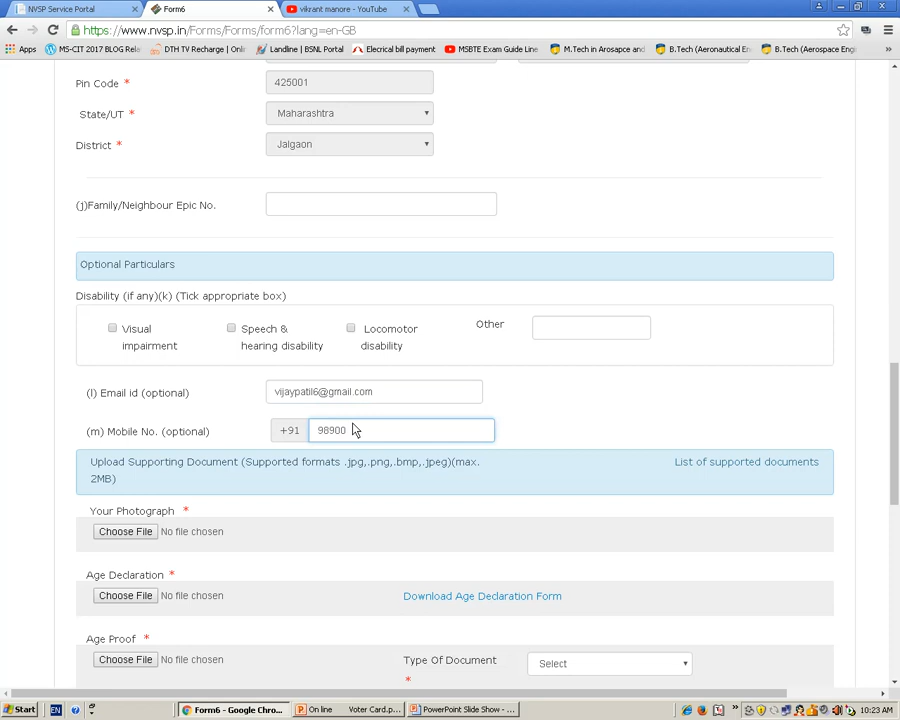 NVSP Service Portal
Form6
vikrant manore - YouTube
https://www.nvsp.in/Forms/Forms/form6?lang=en-GB
Apps
MS-CIT 2017 BLOG Rele
DTH TV Recharge | Onli
Landline | BSNL Portal
Elecrical bill payment
MSBTE Exam Guide Line
M.Tech in Arosapce and
B.Tech(Aeronautical En
B.Tech(Aerospace Engi
Pin Code *
425001
State/UT *
Maharashtra
District *
Jalgaon
(j)Family/Neighbour Epic No.
Optional Particulars
Disability (if any)(k) (Tick appropriate box)
Visual impairment
Speech & hearing disability
Locomotor disability
Other
(l) Email id (optional)
vijaypatil6@gmail.com
(m) Mobile No. (optional)
+91
98900
Upload Supporting Document (Supported formats .jpg,.png,.bmp,.jpeg)(max. 2MB)
List of supported documents
Your Photograph *
Choose File No file chosen
Age Declaration *
Choose File No file chosen
Download Age Declaration Form
Age Proof *
Choose File No file chosen
Type Of Document *
Select
Start
EN
Form6 - Google Chro...
On line Voter Card.p...
PowerPoint Slide Show - ...
10:23 AM